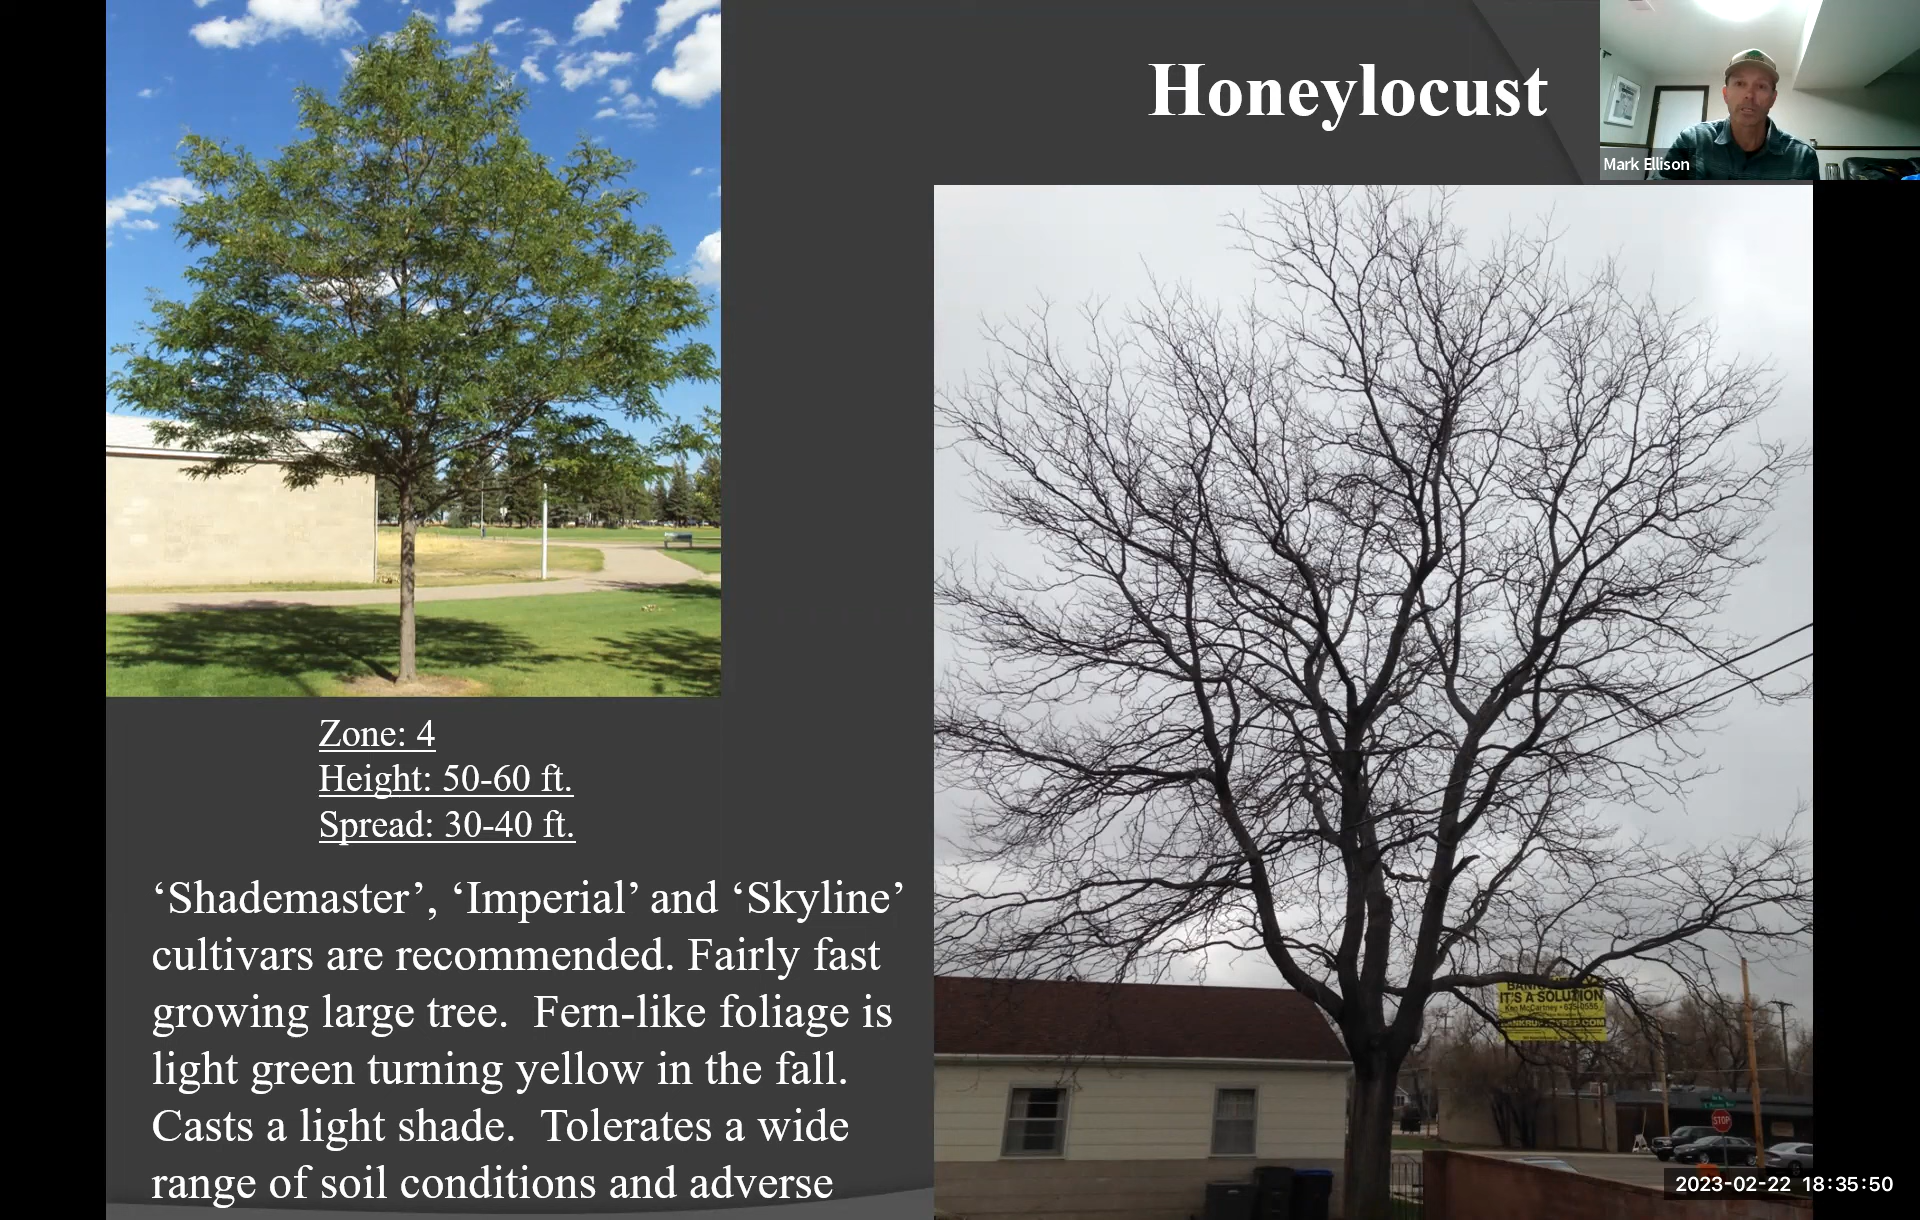 Honeylocust
Mark Ellison
Zone: 4
Height: 50-60 ft.
Spread: 30-40 ft.
‘Shademaster’, ‘Imperial’ and ‘Skyline’
cultivars are recommended. Fairly fast
growing large tree.  Fern-like foliage is
light green turning yellow in the fall.
Casts a light shade.  Tolerates a wide
range of soil conditions and adverse
IT'S A SOLUTION
Ken McCartney
STOP
2023-02-22 18:35:50